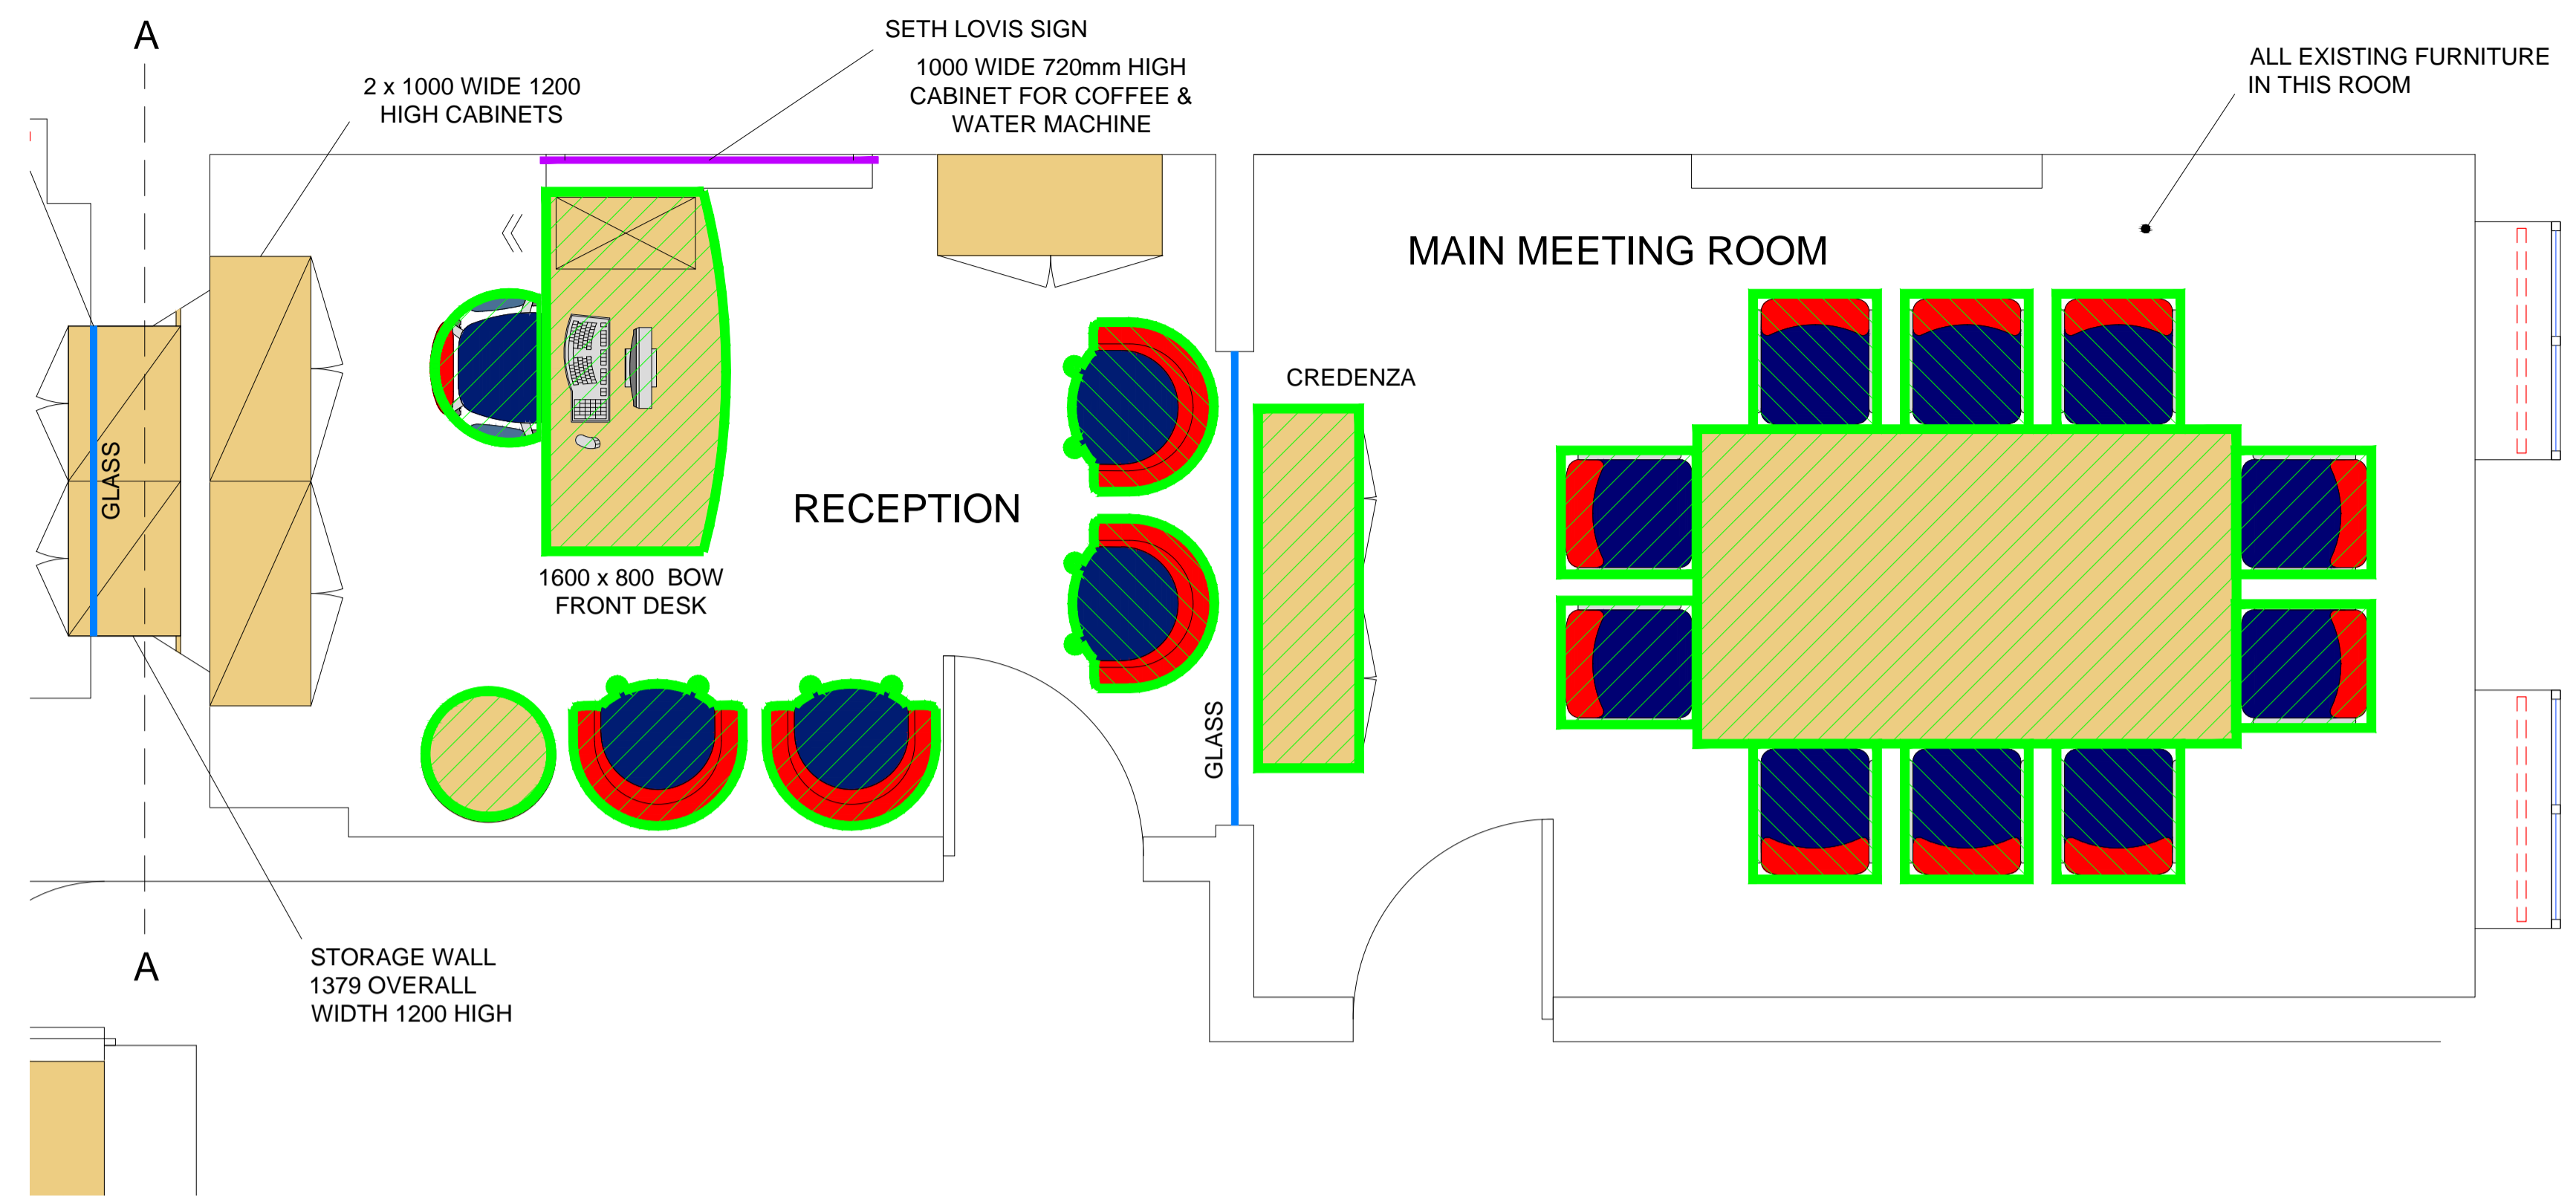 A
SETH LOVIS SIGN
1000 WIDE 720mm HIGH
CABINET FOR COFFEE &
WATER MACHINE
ALL EXISTING FURNITURE
IN THIS ROOM
2 x 1000 WIDE 1200
HIGH CABINETS
MAIN MEETING ROOM
CREDENZA
GLASS
RECEPTION
1600 x 800 BOW
FRONT DESK
GLASS
A
STORAGE WALL
1379 OVERALL
WIDTH 1200 HIGH